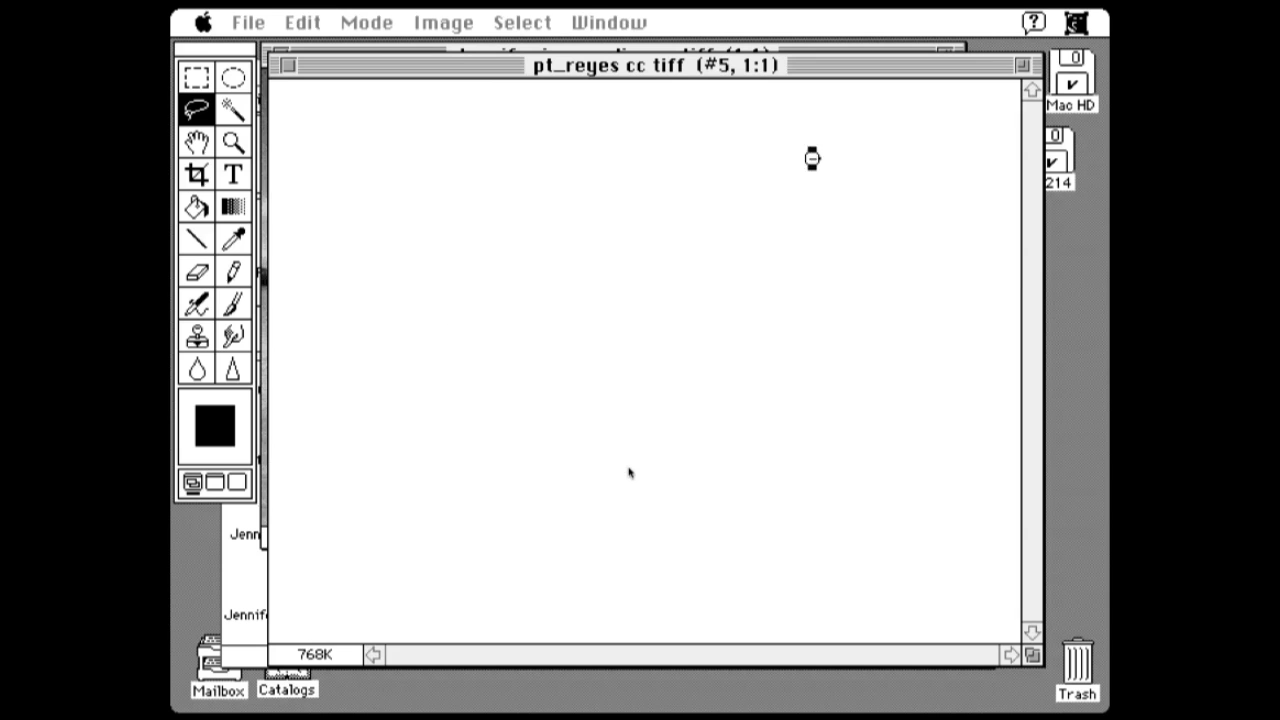 File Edit Mode Image Select Window
pt_reyes cc tiff (#5, 1:1)
Mac HD
214
T
Jenn
Jennif
768K
Mailbox
Catalogs
Trash